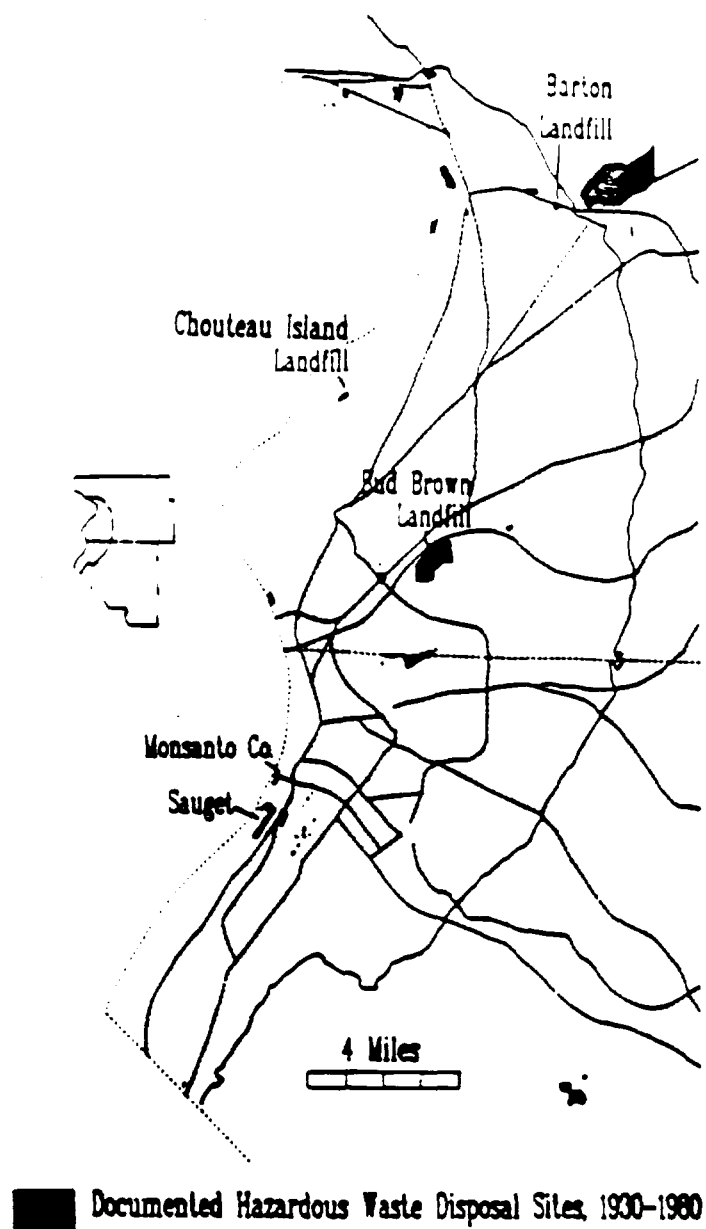 Barton
Landfill
Chouteau Island
Landfill
Bud Brown
Landfill
Monsanto Co.
Sauget
4 Miles
Documented Hazardous Waste Disposal Sites, 1930-1980